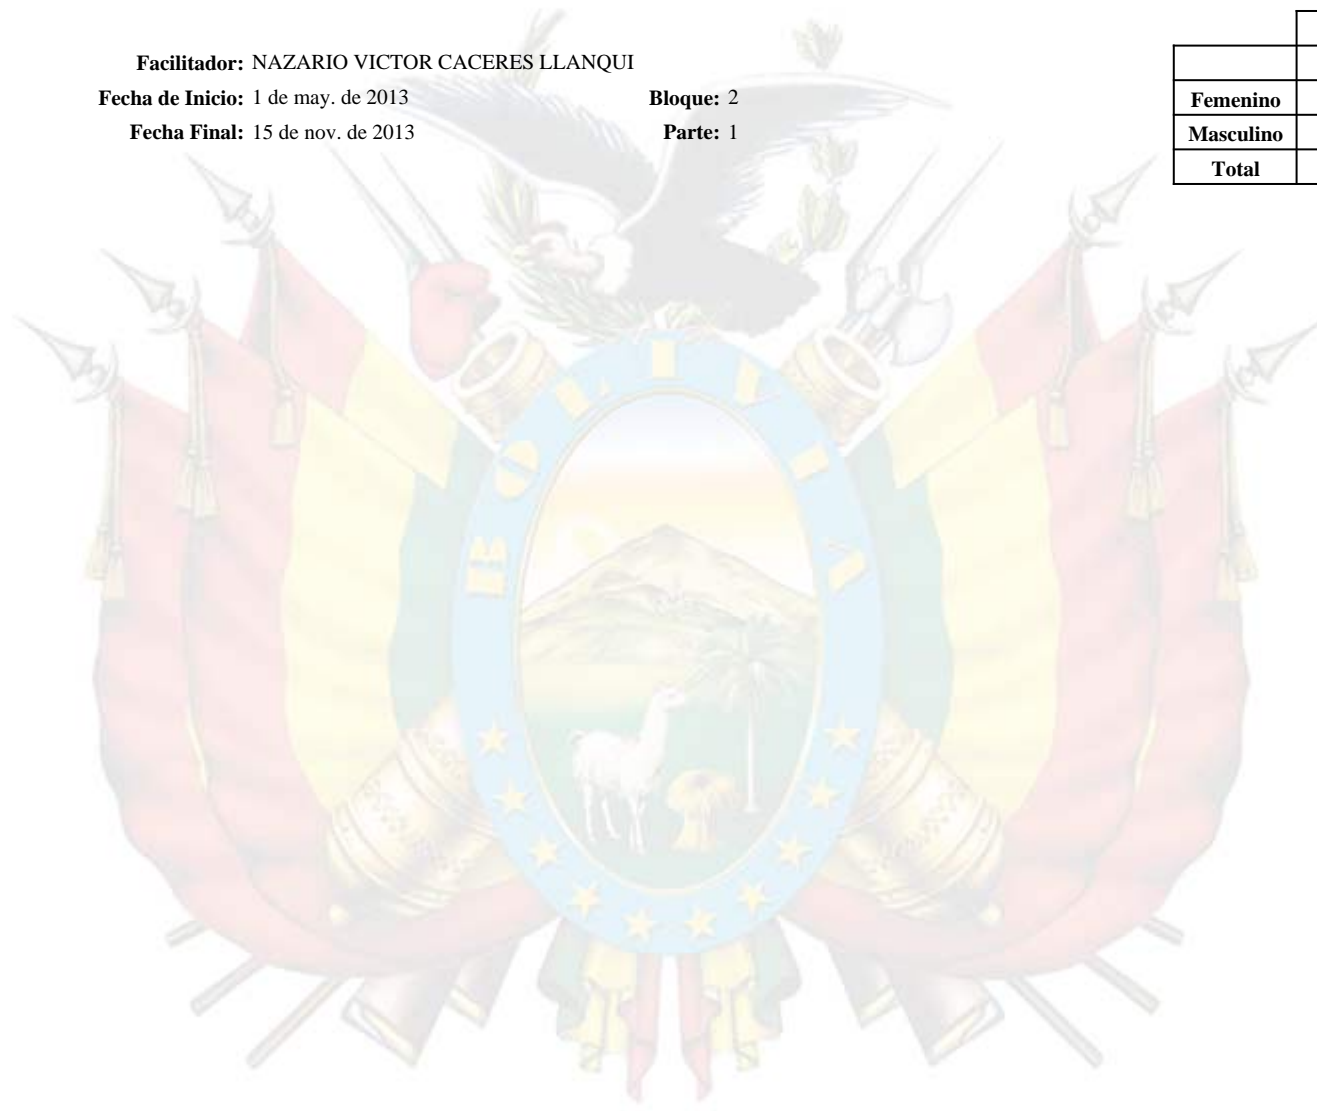 Facilitador: NAZARIO VICTOR CACERES LLANQUI
Fecha de Inicio: 1 de may. de 2013 Bloque: 2
Fecha Final: 15 de nov. de 2013 Parte: 1
Femenino
Masculino
Total
BOLIVIA